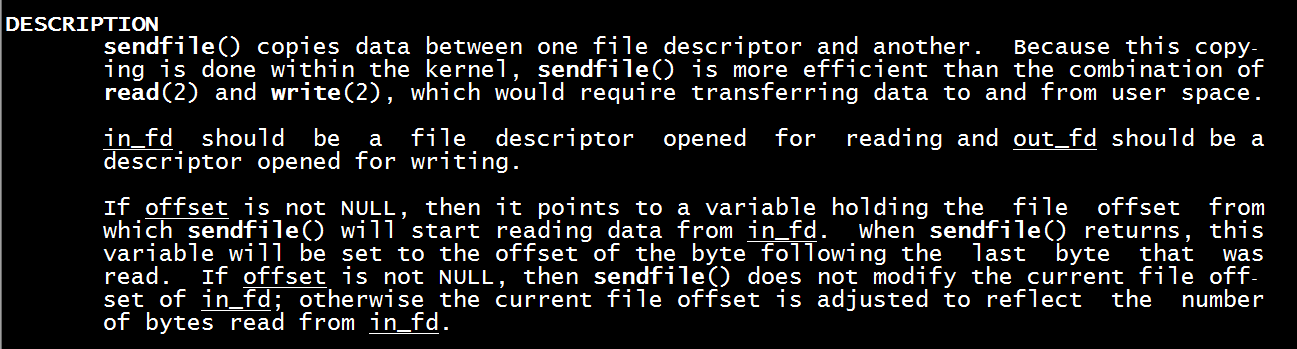 DESCRIPTION
sendfile() copies data between one file descriptor and another. Because this copy-
ing is done within the kernel, sendfile() is more efficient than the combination of
read(2) and write(2), which would require transferring data to and from user space.
in_fd should be a file descriptor opened for reading and out_fd should be a
descriptor opened for writing.
If offset is not NULL, then it points to a variable holding the file offset from
which sendfile() will start reading data from in_fd. When sendfile() returns, this
variable will be set to the offset of the byte following the last byte that was
read. If offset is not NULL, then sendfile() does not modify the current file off-
set of in_fd; otherwise the current file offset is adjusted to reflect the number
of bytes read from in_fd.